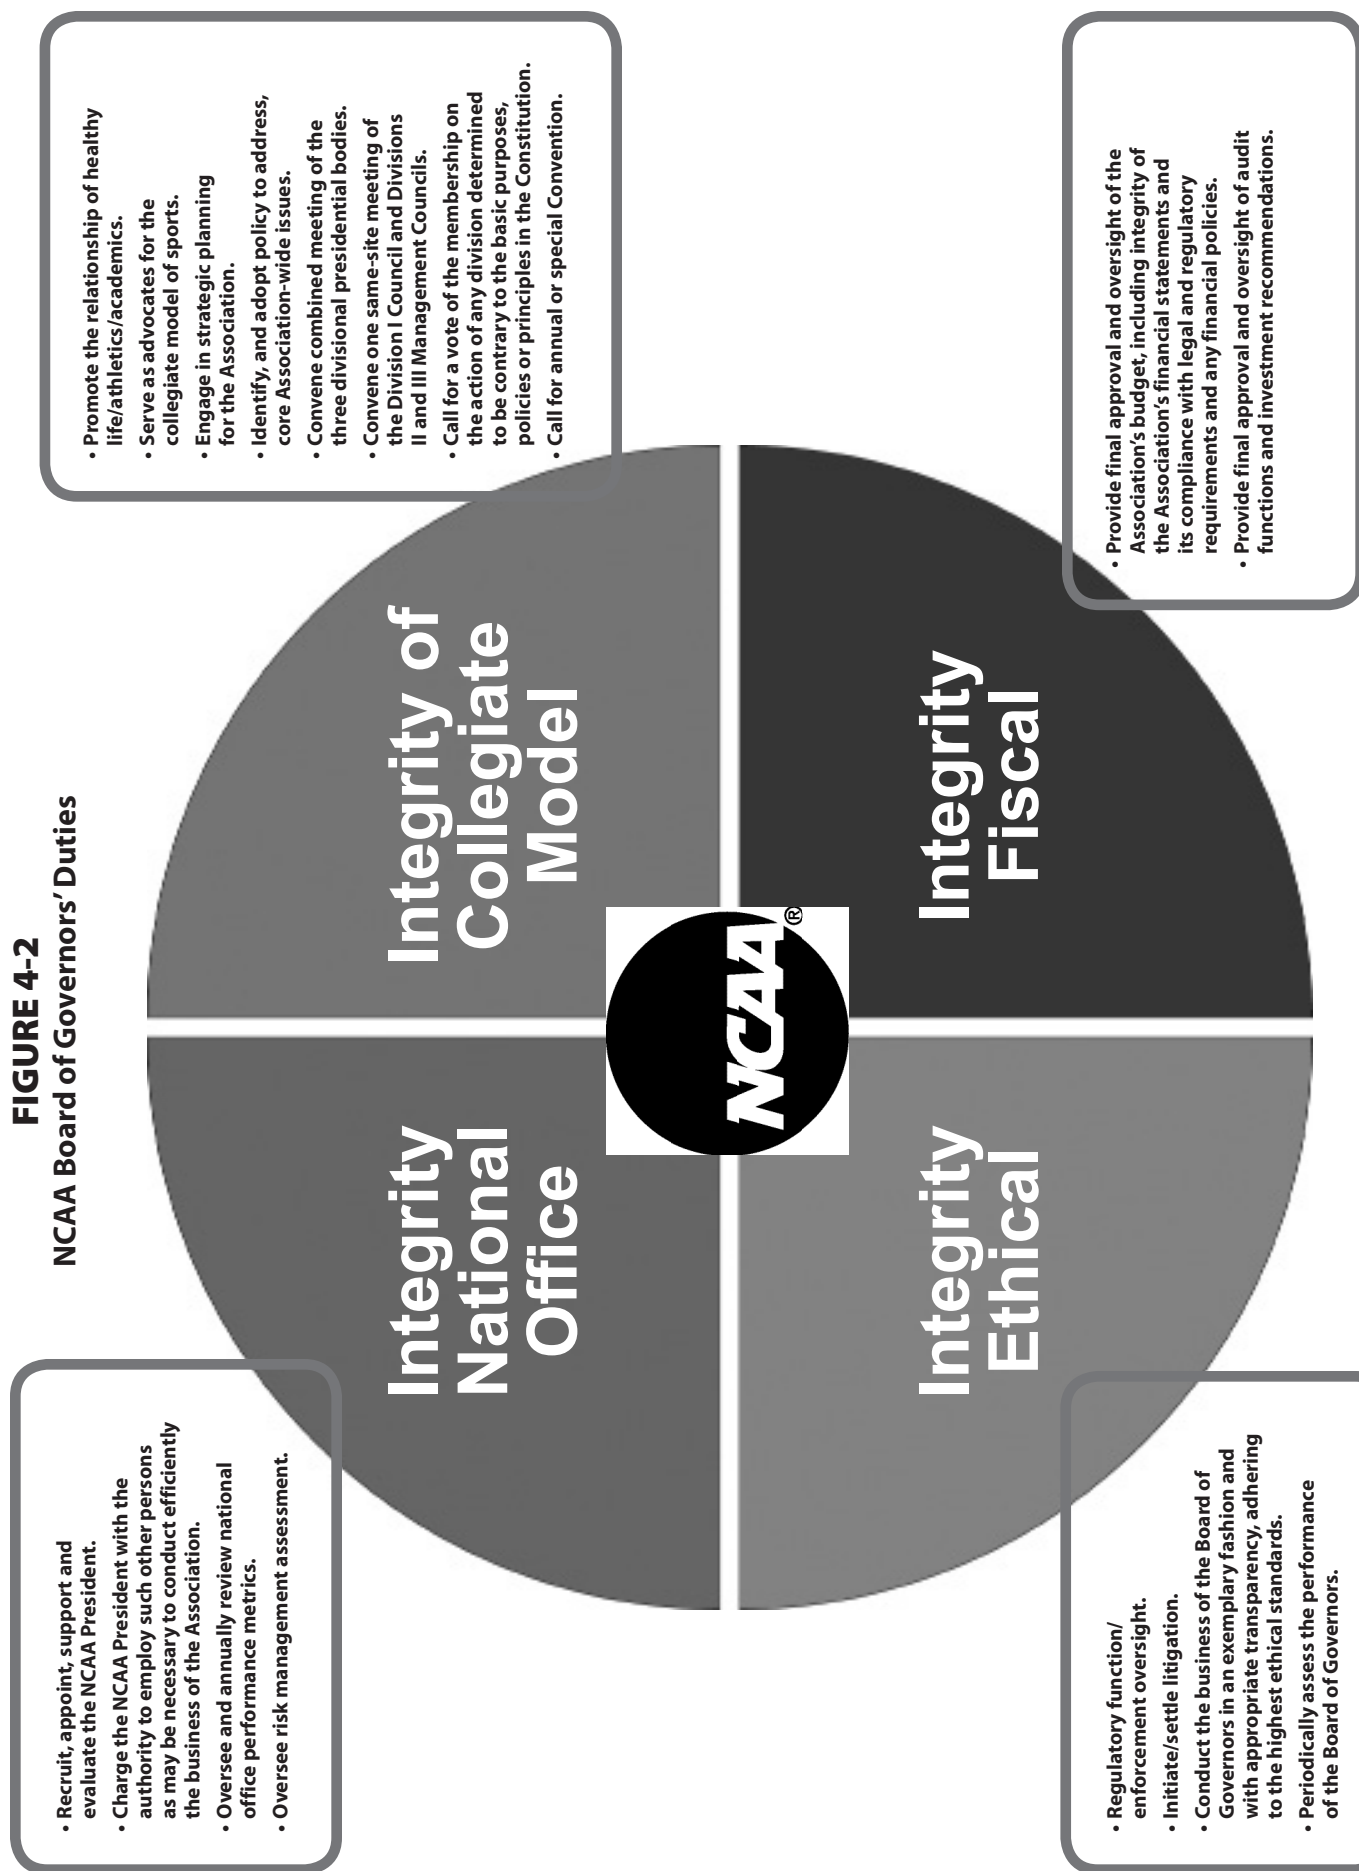 FIGURE 4-2
NCAA Board of Governors’ Duties
• Recruit, appoint, support and
evaluate the NCAA President.
• Charge the NCAA President with the
authority to employ such other persons
as may be necessary to conduct efficiently
the business of the Association.
• Oversee and annually review national
office performance metrics.
• Oversee risk management assessment.
Integrity
National
Office
Integrity of
Collegiate
Model
• Promote the relationship of healthy
life/athletics/academics.
• Serve as advocates for the
collegiate model of sports.
• Engage in strategic planning
for the Association.
• Identify, and adopt policy to address,
core Association-wide issues.
• Convene combined meeting of the
three divisional presidential bodies.
• Convene one same-site meeting of
the Division I Council and Divisions
II and III Management Councils.
• Call for a vote of the membership on
the action of any division determined
to be contrary to the basic purposes,
policies or principles in the Constitution.
• Call for annual or special Convention.
NCAA®
• Regulatory function/
enforcement oversight.
• Initiate/settle litigation.
• Conduct the business of the Board of
Governors in an exemplary fashion and
with appropriate transparency, adhering
to the highest ethical standards.
• Periodically assess the performance
of the Board of Governors.
Integrity
Ethical
Integrity
Fiscal
• Provide final approval and oversight of the
Association’s budget, including integrity of
the Association’s financial statements and
its compliance with legal and regulatory
requirements and any financial policies.
• Provide final approval and oversight of audit
functions and investment recommendations.